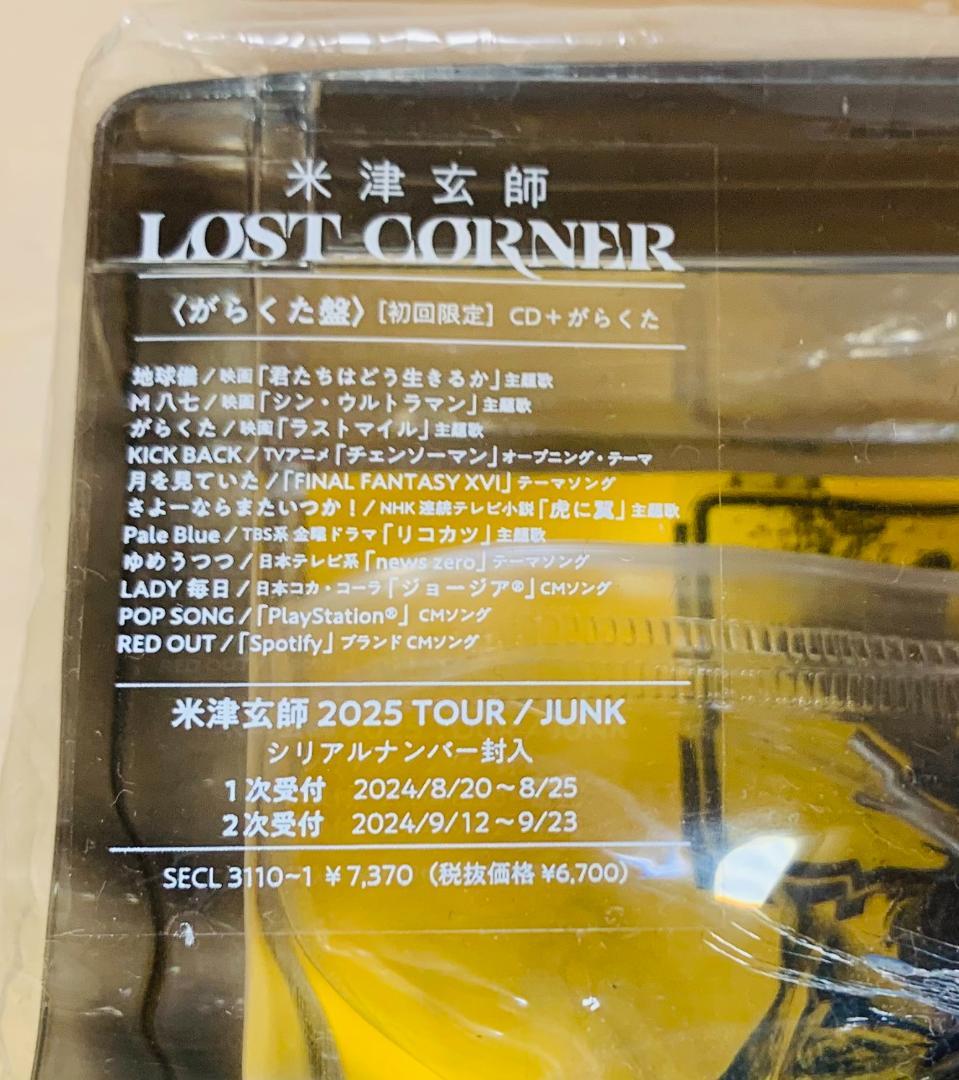 米津玄師
LOST CORNER
〈がらくた盤〉[初回限定] CD+がらくた
地球儀/映画「君たちはどう生きるか」主題歌
M八七/映画「シン・ウルトラマン」主題歌
がらくた/映画「ラストマイル」主題歌
KICK BACK/TVアニメ「チェンソーマン」オープニング・テーマ
月を見ていた/「FINAL FANTASY XVI」テーマソング
さよーならまたいつか!/NHK 連続テレビ小説「虎に翼」主題歌
Pale Blue/TBS系 金曜ドラマ「リコカツ」主題歌
ゆめうつつ/日本テレビ系「news zero」テーマソング
LADY 毎日/日本コカ・コーラ「ジョージア®」CMソング
POP SONG/「PlayStation®」 CMソング
RED OUT/「Spotify」ブランド CMソング
米津玄師 2025 TOUR / JUNK
シリアルナンバー封入
1次受付 2024/8/20~8/25
2次受付 2024/9/12~9/23
SECL 3110~1 ¥7,370(税抜価格 ¥6,700)